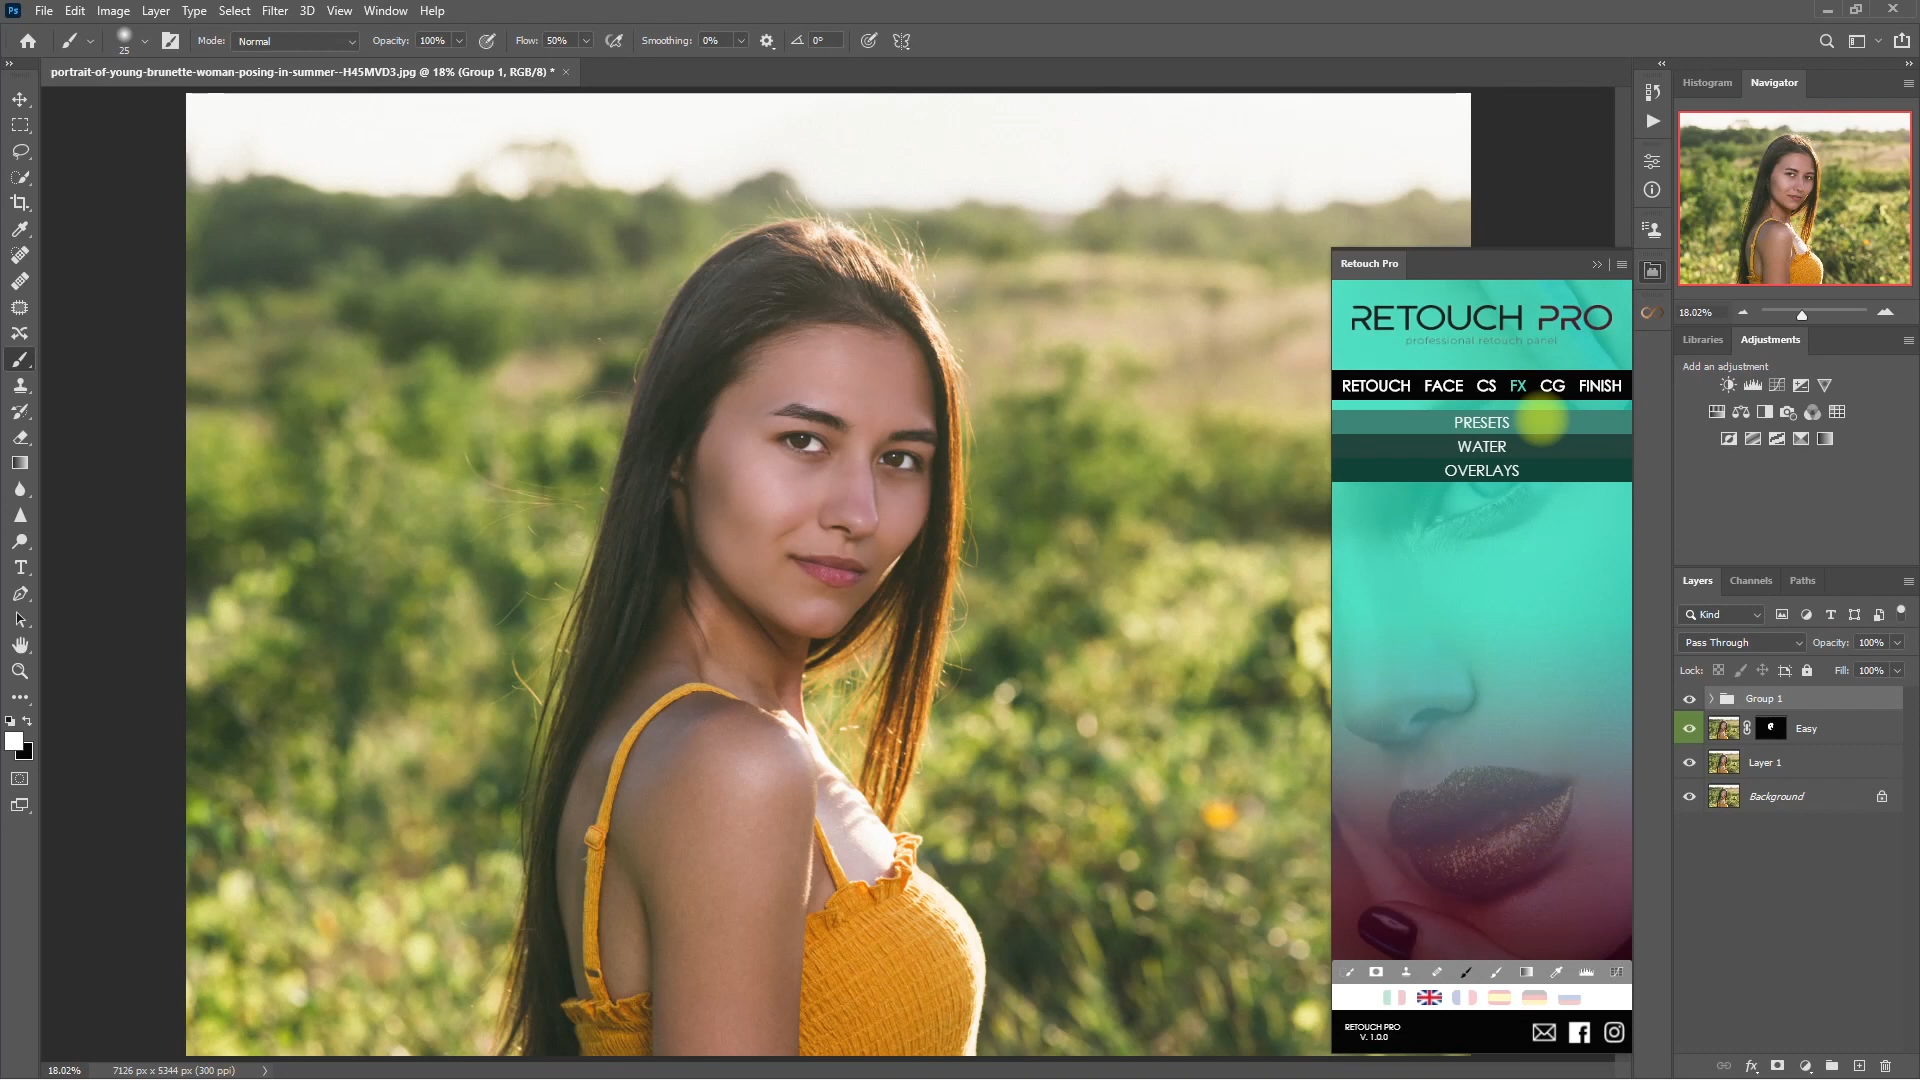 Ps File Edit Image Layer Type Select Filter 3D View Window Help
25 Mode: Normal Opacity: 100% Flow: 50% Smoothing: 0% 0°
portrait-of-young-brunette-woman-posing-in-summer--H45MVD3.jpg @ 18% (Group 1, RGB/8) * ×
Histogram Navigator
18.02%
Libraries Adjustments
Add an adjustment
Retouch Pro
RETOUCH PRO
professional retouch panel
RETOUCH FACE CS FX CG FINISH
PRESETS
WATER
OVERLAYS
RETOUCH PRO
V. 1.0.0
Layers Channels Paths
Kind
Pass Through Opacity: 100%
Lock: Fill: 100%
Group 1
Easy
Layer 1
Background
fx
18.02% 7126 px x 5344 px (300 ppi)